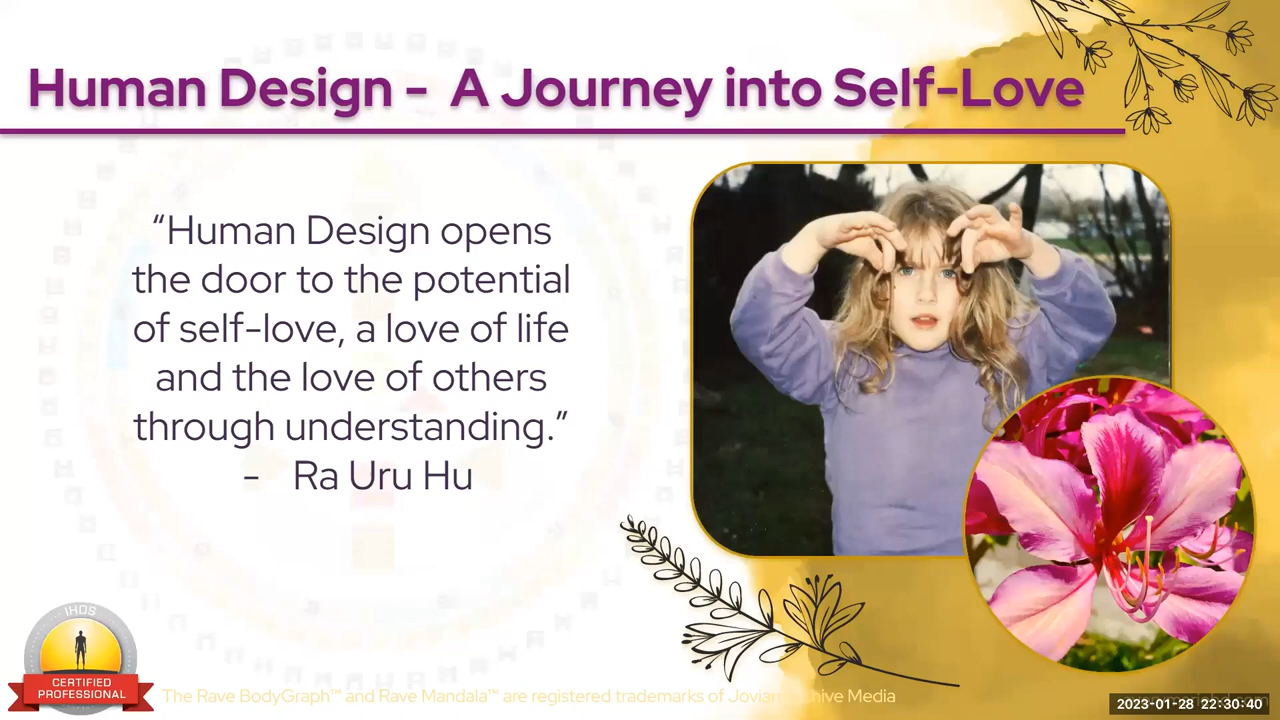 Human Design - A Journey into Self-Love
“Human Design opens
the door to the potential
of self-love, a love of life
and the love of others
through understanding.”
- Ra Uru Hu
IHDS
CERTIFIED
PROFESSIONAL
The Rave BodyGraph™ and Rave Mandala™ are registered trademarks of Jovian Media
2023-01-28 22:30:40